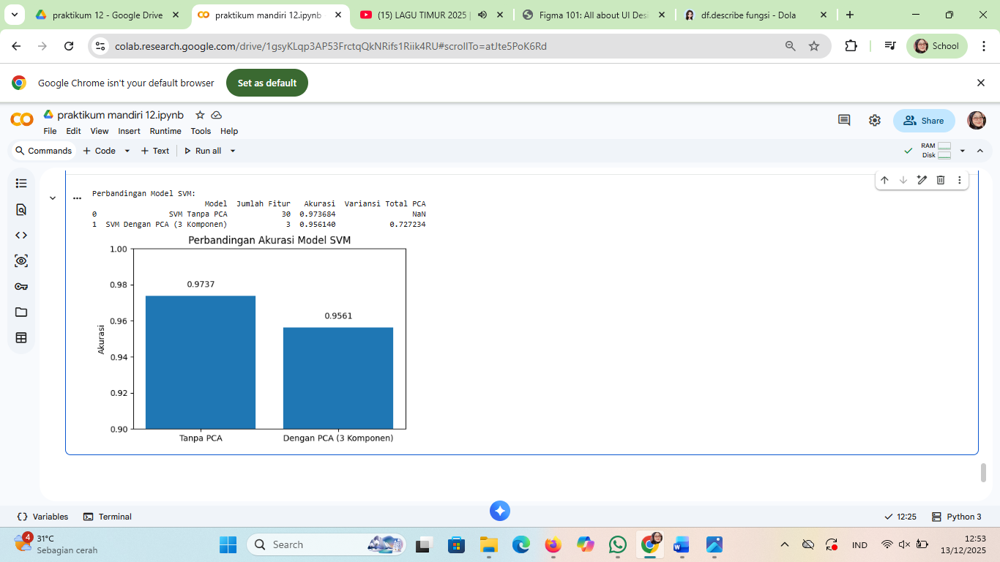 praktikum 12 - Google Drive
praktikum mandiri 12.ipynb
(15) LAGU TIMUR 2025 |
Figma 101: All about UI Desi
df.describe fungsi - Dola
colab.research.google.com/drive/1gsyKLqp3AP53FrctqQkNRifs1Riik4RU#scrollTo=atJte5PoK6Rd
School
Google Chrome isn't your default browser
Set as default
praktikum mandiri 12.ipynb
File Edit View Insert Runtime Tools Help
Share
Commands + Code + Text Run all
RAM
Disk
Perbandingan Model SVM:
Model Jumlah Fitur Akurasi Variansi Total PCA
0 SVM Tanpa PCA 30 0.973684 NaN
1 SVM Dengan PCA (3 Komponen) 3 0.956140 0.727234
Perbandingan Akurasi Model SVM
1.00
0.98
0.96
0.94
0.92
0.90
Akurasi
0.9737
0.9561
Tanpa PCA
Dengan PCA (3 Komponen)
Variables
Terminal
12:25
Python 3
4
31°C
Sebagian cerah
Search
IND
12:53
13/12/2025